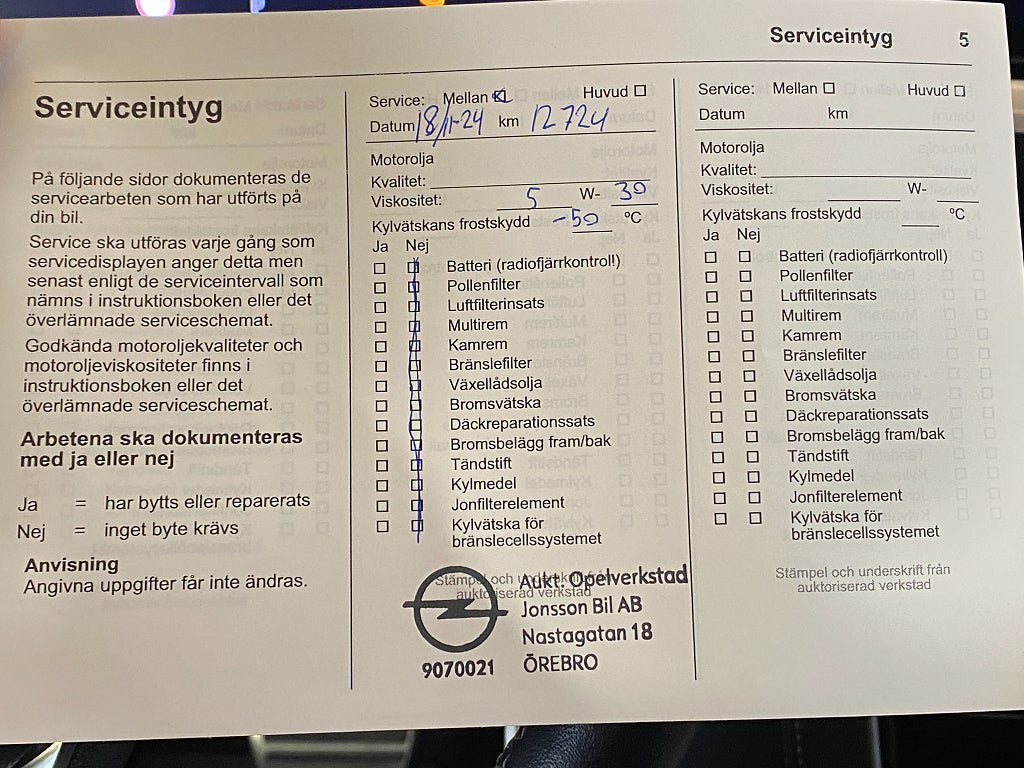 Serviceintyg 5
Serviceintyg
På följande sidor dokumenteras de
servicearbeten som har utförts på
din bil.
Service ska utföras varje gång som
servicedisplayen anger detta men
senast enligt de serviceintervall som
nämns i instruktionsboken eller det
överlämnade serviceschemat.
Godkända motoroljekvaliteter och
motoroljeviskositeter finns i
instruktionsboken eller det
överlämnade serviceschemat.
Arbetena ska dokumenteras
med ja eller nej
Ja = har bytts eller reparerats
Nej = inget byte krävs
Anvisning
Angivna uppgifter får inte ändras.
Service: Mellan Huvud
Datum 18/11-24 km 12724
Motorolja
Kvalitet:
Viskositet: 5 W- 30
Kylvätskans frostskydd -50 °C
Ja Nej
Batteri (radiofjärrkontroll)
Pollenfilter
Luftfilterinsats
Multirem
Kamrem
Bränslefilter
Växellådsolja
Bromsvätska
Däckreparationssats
Bromsbelägg fram/bak
Tändstift
Kylmedel
Jonfilterelement
Kylvätska för
bränslecellssystemet
Stämpel och underskrift från
auktoriserad verkstad
Aukt. Opelverkstad
Jonsson Bil AB
Nastagatan 18
9070021 ÖREBRO
Service: Mellan Huvud
Datum km
Motorolja
Kvalitet:
Viskositet: W-
Kylvätskans frostskydd °C
Ja Nej
Batteri (radiofjärrkontroll)
Pollenfilter
Luftfilterinsats
Multirem
Kamrem
Bränslefilter
Växellådsolja
Bromsvätska
Däckreparationssats
Bromsbelägg fram/bak
Tändstift
Kylmedel
Jonfilterelement
Kylvätska för
bränslecellssystemet
Stämpel och underskrift från
auktoriserad verkstad